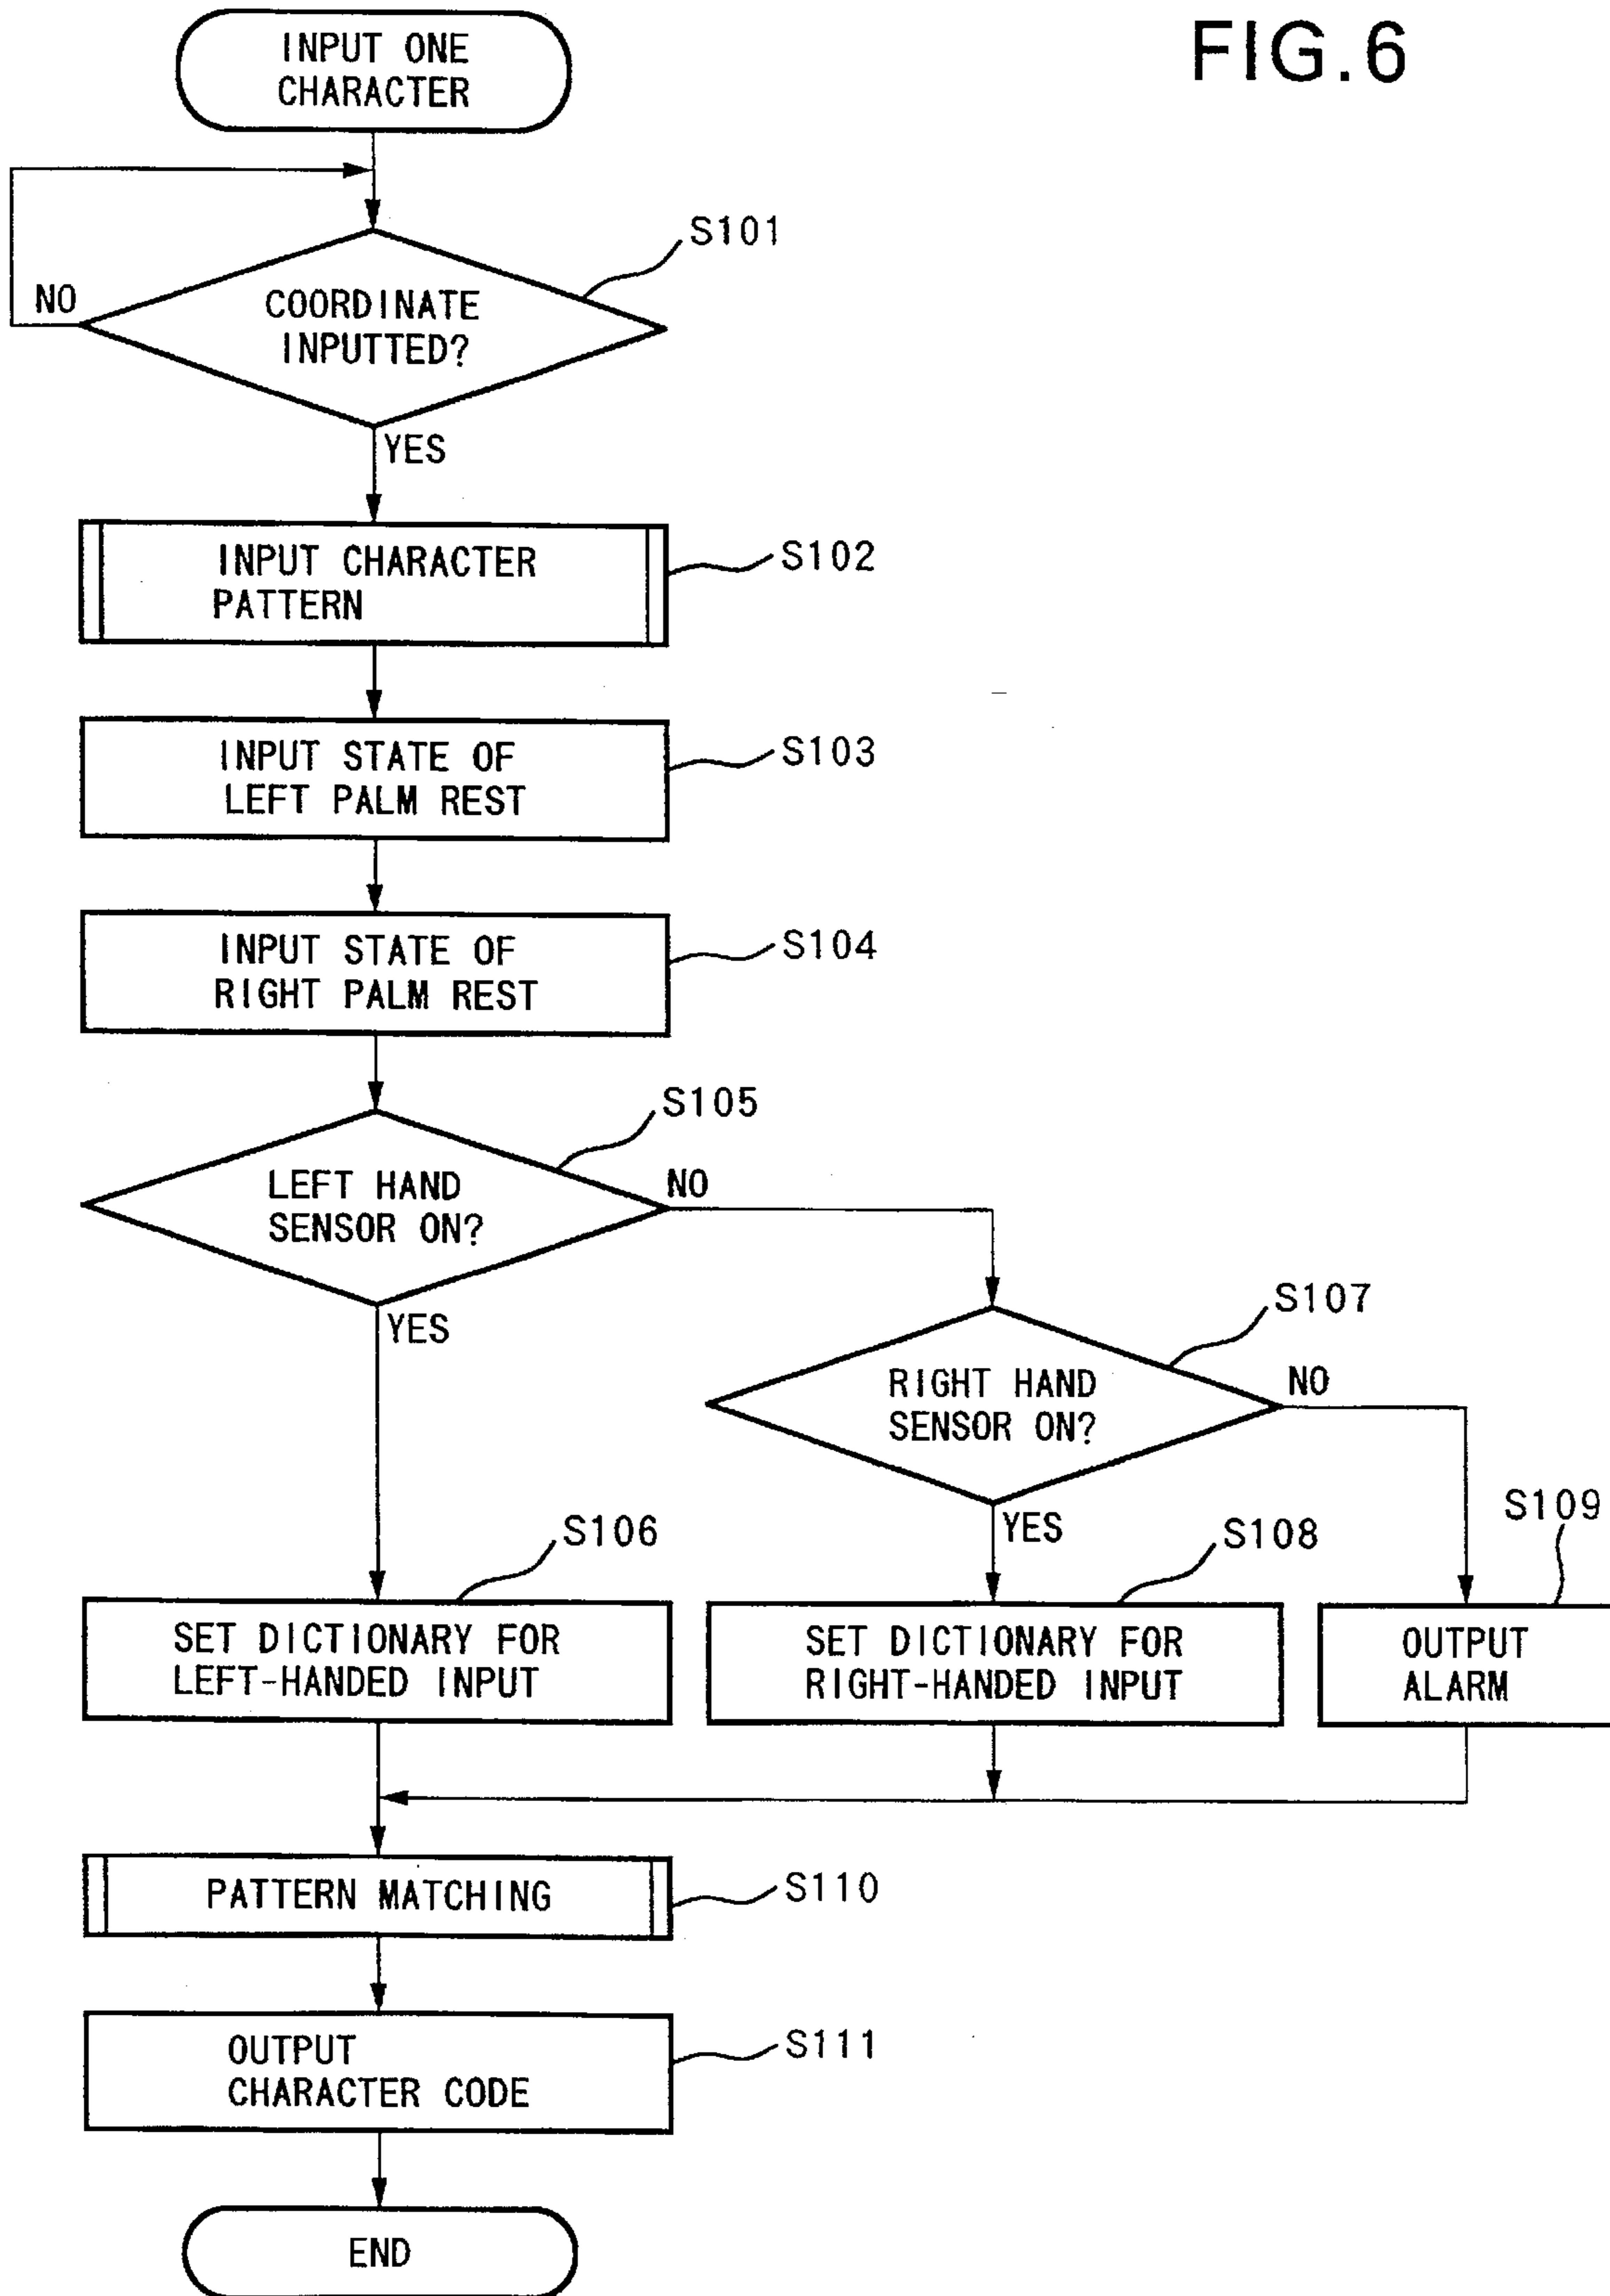 FIG.6
INPUT ONE
CHARACTER
S101
NO
COORDINATE
INPUTTED?
YES
INPUT CHARACTER
PATTERN
S102
INPUT STATE OF
LEFT PALM REST
S103
INPUT STATE OF
RIGHT PALM REST
S104
S105
LEFT HAND
SENSOR ON?
NO
YES
S107
RIGHT HAND
SENSOR ON?
NO
YES
S106
SET DICTIONARY FOR
LEFT-HANDED INPUT
S108
SET DICTIONARY FOR
RIGHT-HANDED INPUT
S109
OUTPUT
ALARM
PATTERN MATCHING
S110
OUTPUT
CHARACTER CODE
S111
END